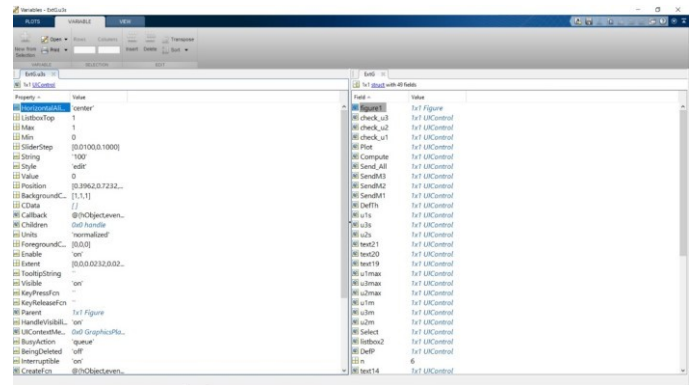 Variables - ExtG.u3s
PLOTS VARIABLE VIEW
New from Selection
Open
Print
Rows Columns
Insert Delete
Transpose
Sort
VARIABLE SELECTION EDIT
ExtG.u3s
1x1 UIControl
Property Value
HorizontalAli... 'center'
ListboxTop 1
Max 1
Min 0
SliderStep [0.0100,0.1000]
String '100'
Style 'edit'
Value 0
Position [0.3962,0.7232,...
BackgroundC... [1,1,1]
CData []
Callback @(hObject,even...
Children 0x0 handle
Units 'normalized'
ForegroundC... [0,0,0]
Enable 'on'
Extent [0,0,0.0232,0.02...
TooltipString ''
Visible 'on'
KeyPressFcn ''
KeyReleaseFcn ''
Parent 1x1 Figure
HandleVisibili... 'on'
UIContextMe... 0x0 GraphicsPla...
BusyAction 'queue'
BeingDeleted 'off'
Interruptible 'on'
CreateFcn @(hObject,even...
ExtG
1x1 struct with 49 fields
Field Value
figure1 1x1 Figure
check_u3 1x1 UIControl
check_u2 1x1 UIControl
check_u1 1x1 UIControl
Plot 1x1 UIControl
Compute 1x1 UIControl
Send_All 1x1 UIControl
SendM3 1x1 UIControl
SendM2 1x1 UIControl
SendM1 1x1 UIControl
DefTh 1x1 UIControl
u1s 1x1 UIControl
u3s 1x1 UIControl
u2s 1x1 UIControl
text21 1x1 UIControl
text20 1x1 UIControl
text19 1x1 UIControl
u1max 1x1 UIControl
u3max 1x1 UIControl
u2max 1x1 UIControl
u1m 1x1 UIControl
u3m 1x1 UIControl
u2m 1x1 UIControl
Select 1x1 UIControl
listbox2 1x1 UIControl
DefP 1x1 UIControl
n 6
text14 1x1 UIControl